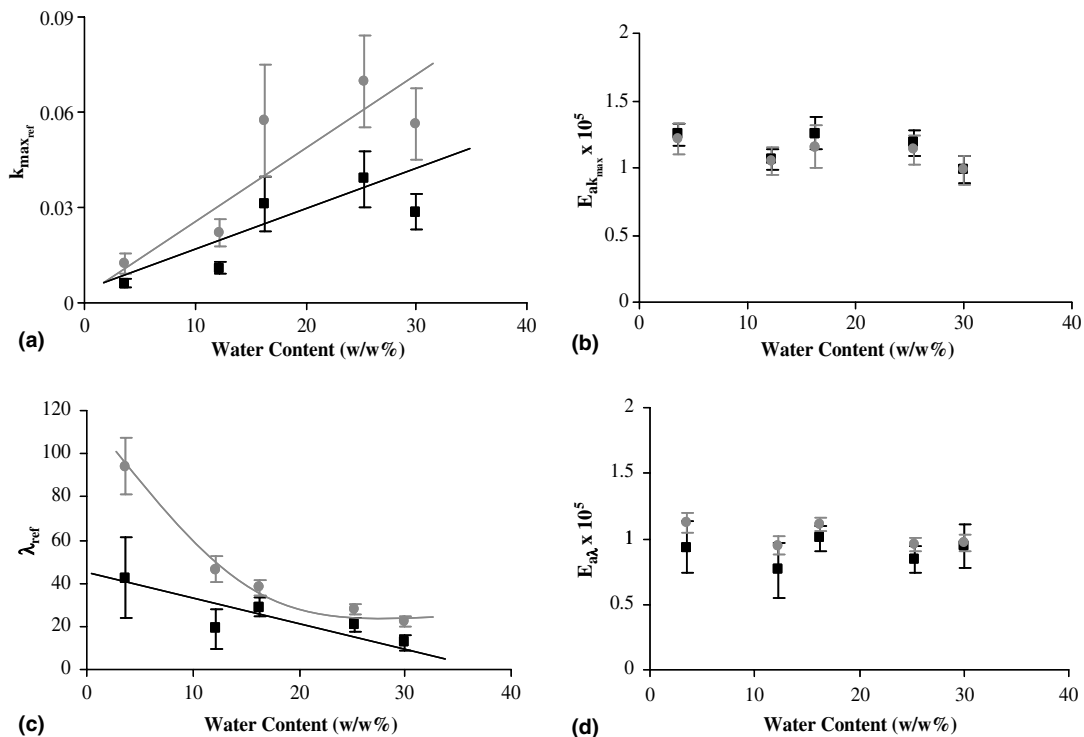 0.09
0.06
0.03
0
k_max_ref
0 10 20 30 40
(a) Water Content (w/w%)
2
1.5
1
0.5
0
E_ak_max x 10^5
0 10 20 30 40
(b) Water Content (w/w%)
120
100
80
60
40
20
0
λ_ref
0 10 20 30 40
(c) Water Content (w/w%)
2
1.5
1
0.5
0
E_aλ x 10^5
0 10 20 30 40
(d) Water Content (w/w%)